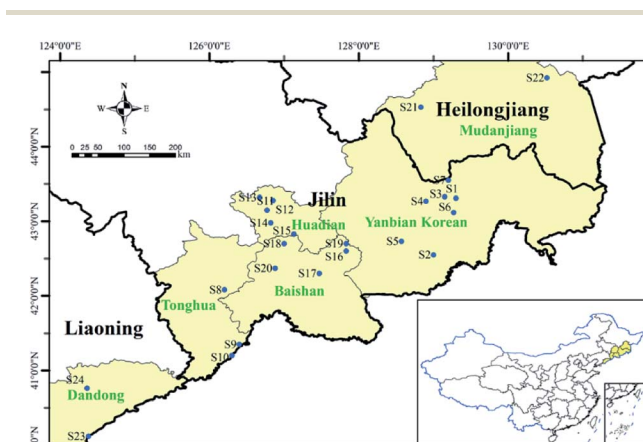 124°0'0"E 126°0'0"E 128°0'0"E 130°0'0"E
N
W E
S
0 25 50 100 150 200
km
44°0'0"N
43°0'0"N
42°0'0"N
41°0'0"N
0'0"N
S22
S21
Heilongjiang
Mudanjiang
S7
S3 S1
S4
S6
S13
S11
S12
Jilin
S14
S15
Huadian
Yanbian Korean
S18
S19
S16
S5
S2
S20
S17
Baishan
S8
Tonghua
Liaoning
S9
S10
S24
Dandong
S23